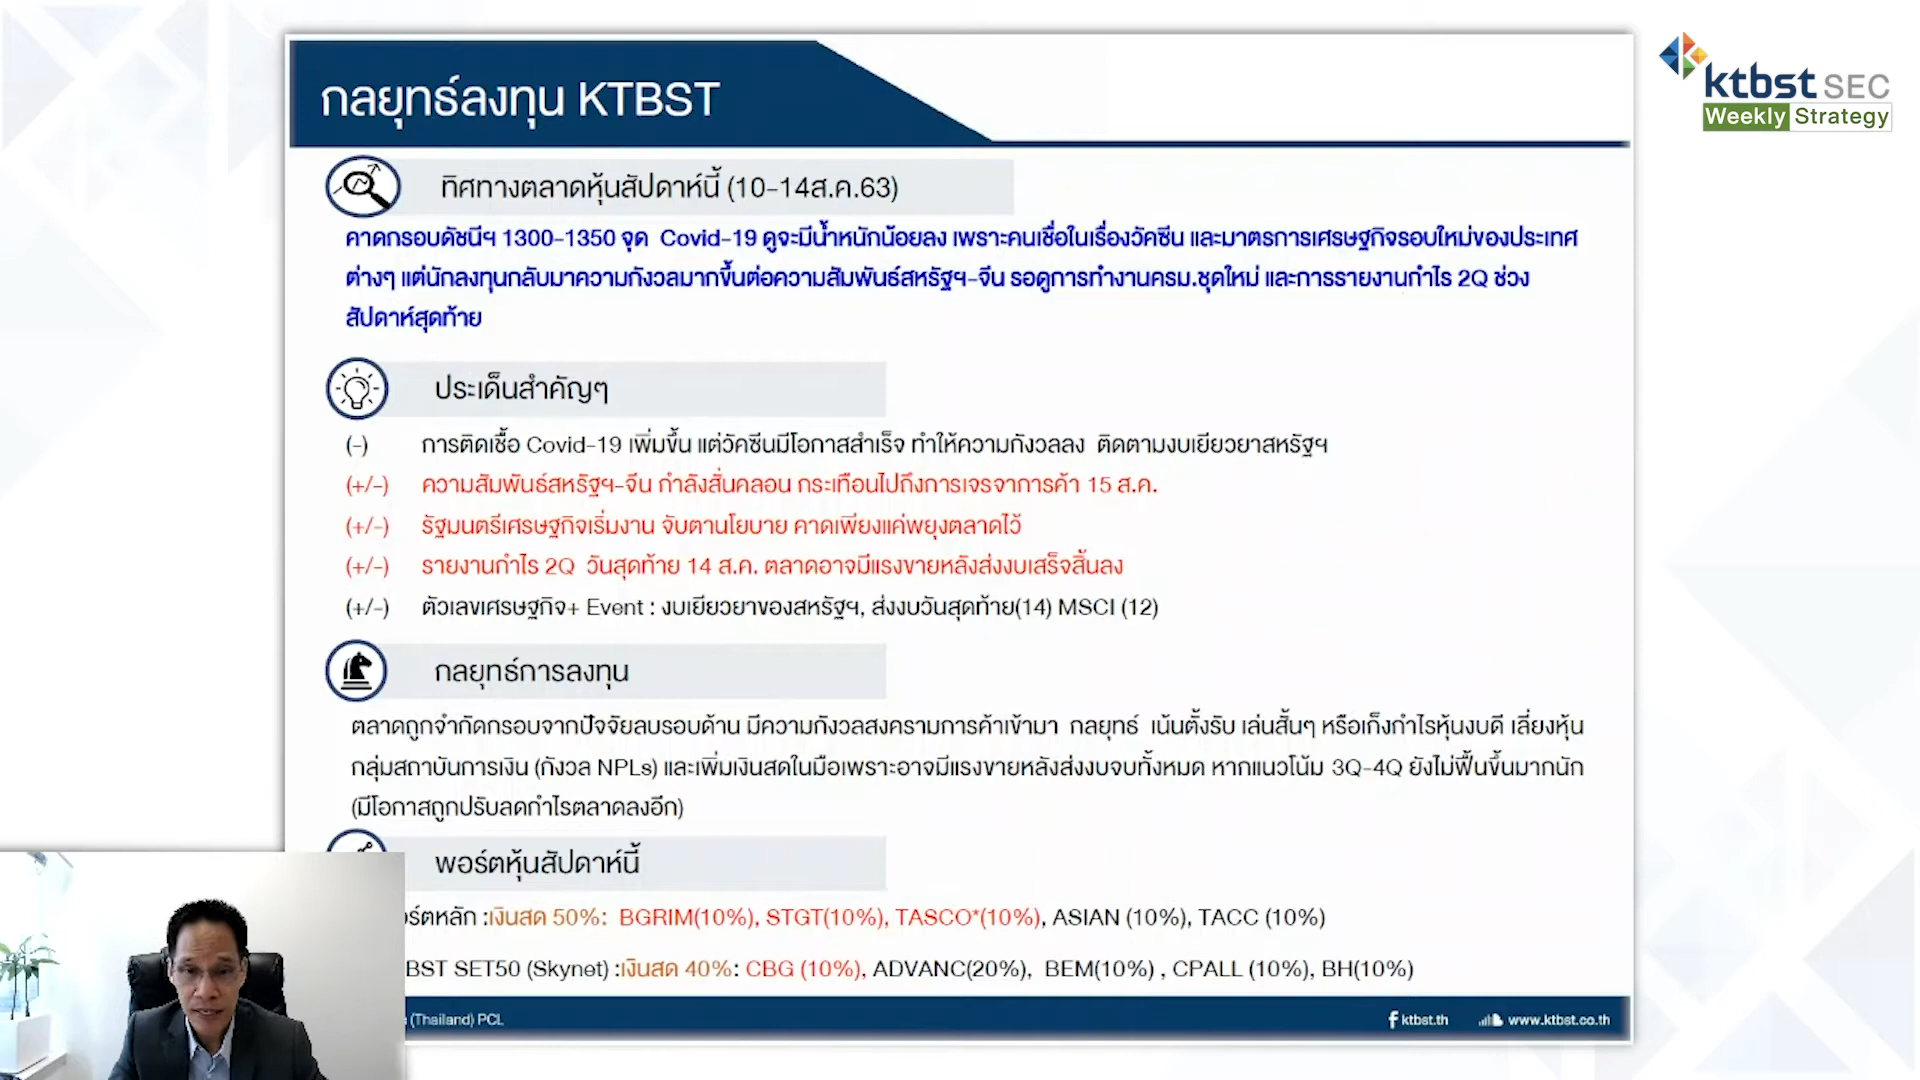 กลยุทธ์ลงทุน KTBST
ktbst SEC
Weekly Strategy
ทิศทางตลาดหุ้นสัปดาห์นี้ (10-14ส.ค.63)
คาดกรอบดัชนีฯ 1300-1350 จุด Covid-19 ดูจะมีน้ำหนักน้อยลง เพราะคนเชื่อในเรื่องวัคซีน และมาตรการเศรษฐกิจรอบใหม่ของประเทศ
ต่างๆ แต่นักลงทุนกลับมาความกังวลมากขึ้นต่อความสัมพันธ์สหรัฐฯ-จีน รอดูการทำงานครม.ชุดใหม่ และการรายงานกำไร 2Q ช่วง
สัปดาห์สุดท้าย
ประเด็นสำคัญๆ
(-) การติดเชื้อ Covid-19 เพิ่มขึ้น แต่วัคซีนมีโอกาสสำเร็จ ทำให้ความกังวลลง ติดตามงบเยียวยาสหรัฐฯ
(+/-) ความสัมพันธ์สหรัฐฯ-จีน กำลังสั่นคลอน กระเทือนไปถึงการเจรจาการค้า 15 ส.ค.
(+/-) รัฐมนตรีเศรษฐกิจเริ่มงาน จับตานโยบาย คาดเพียงแค่พยุงตลาดไว้
(+/-) รายงานกำไร 2Q วันสุดท้าย 14 ส.ค. ตลาดอาจมีแรงขายหลังส่งงบเสร็จสิ้นลง
(+/-) ตัวเลขเศรษฐกิจ+ Event : งบเยียวยาของสหรัฐฯ, ส่งงบวันสุดท้าย(14) MSCI (12)
กลยุทธ์การลงทุน
ตลาดถูกจำกัดกรอบจากปัจจัยลบรอบด้าน มีความกังวลสงครามการค้าเข้ามา กลยุทธ์ เน้นตั้งรับ เล่นสั้นๆ หรือเก็งกำไรหุ้นงบดี เลี่ยงหุ้น
กลุ่มสถาบันการเงิน (กังวล NPLs) และเพิ่มเงินสดในมือเพราะอาจมีแรงขายหลังส่งงบจบทั้งหมด หากแนวโน้ม 3Q-4Q ยังไม่ฟื้นขึ้นมากนัก
(มีโอกาสถูกปรับลดกำไรตลาดลงอีก)
พอร์ตหุ้นสัปดาห์นี้
ร์ตหลัก :เงินสด 50%: BGRIM(10%), STGT(10%), TASCO*(10%), ASIAN (10%), TACC (10%)
BST SET50 (Skynet) :เงินสด 40%: CBG (10%), ADVANC(20%), BEM(10%) , CPALL (10%), BH(10%)
(Thailand) PCL
ktbst.th
www.ktbst.co.th